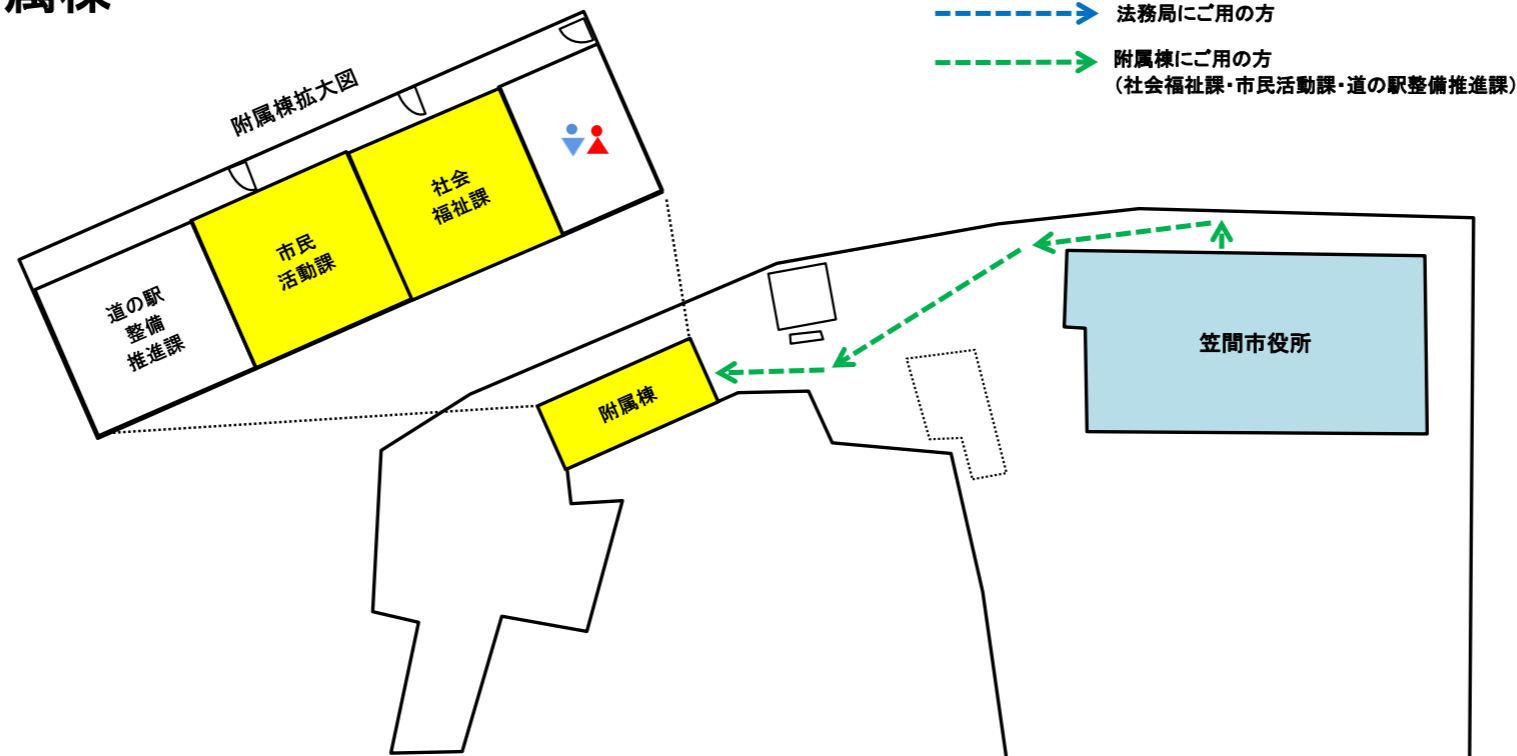 属棟
法務局にご用の方
附属棟にご用の方
（社会福祉課・市民活動課・道の駅整備推進課）
附属棟拡大図
社会
福祉課
市民
活動課
道の駅
整備
推進課
笠間市役所
附属棟